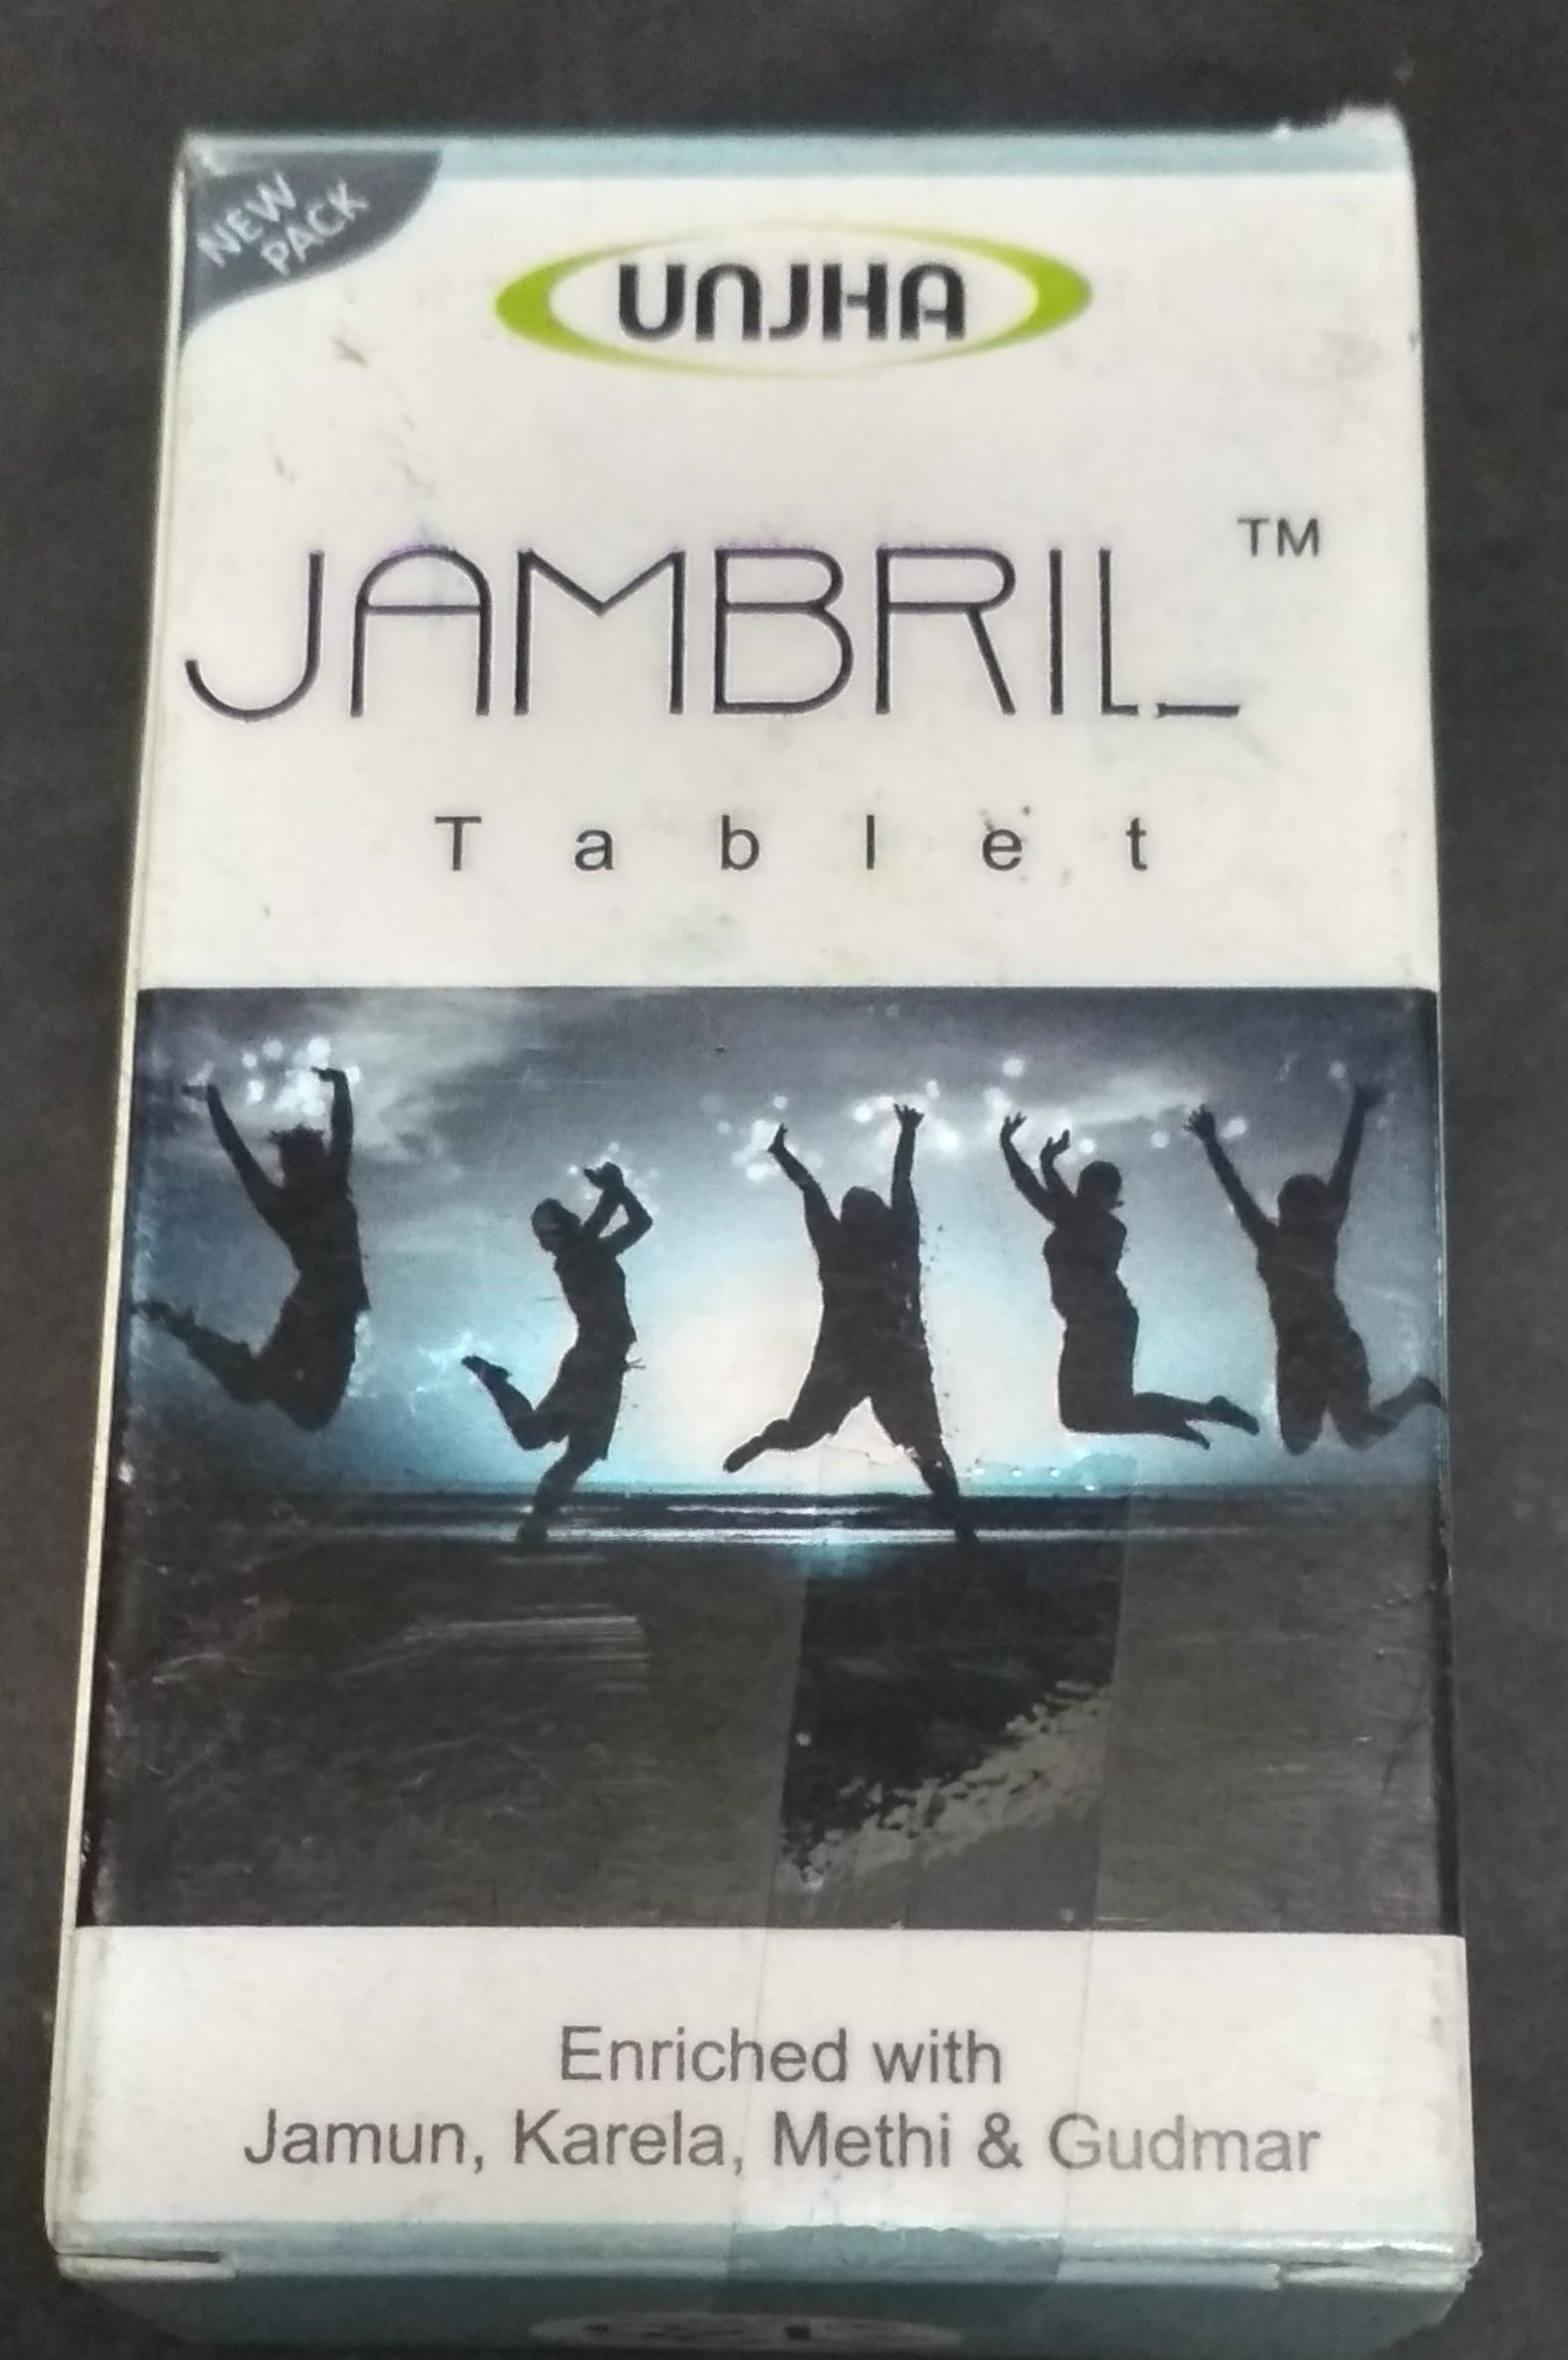 NEW
PACK
UNJHA
JAMBRIL™
Tablet
Enriched with
Jamun, Karela, Methi & Gudmar